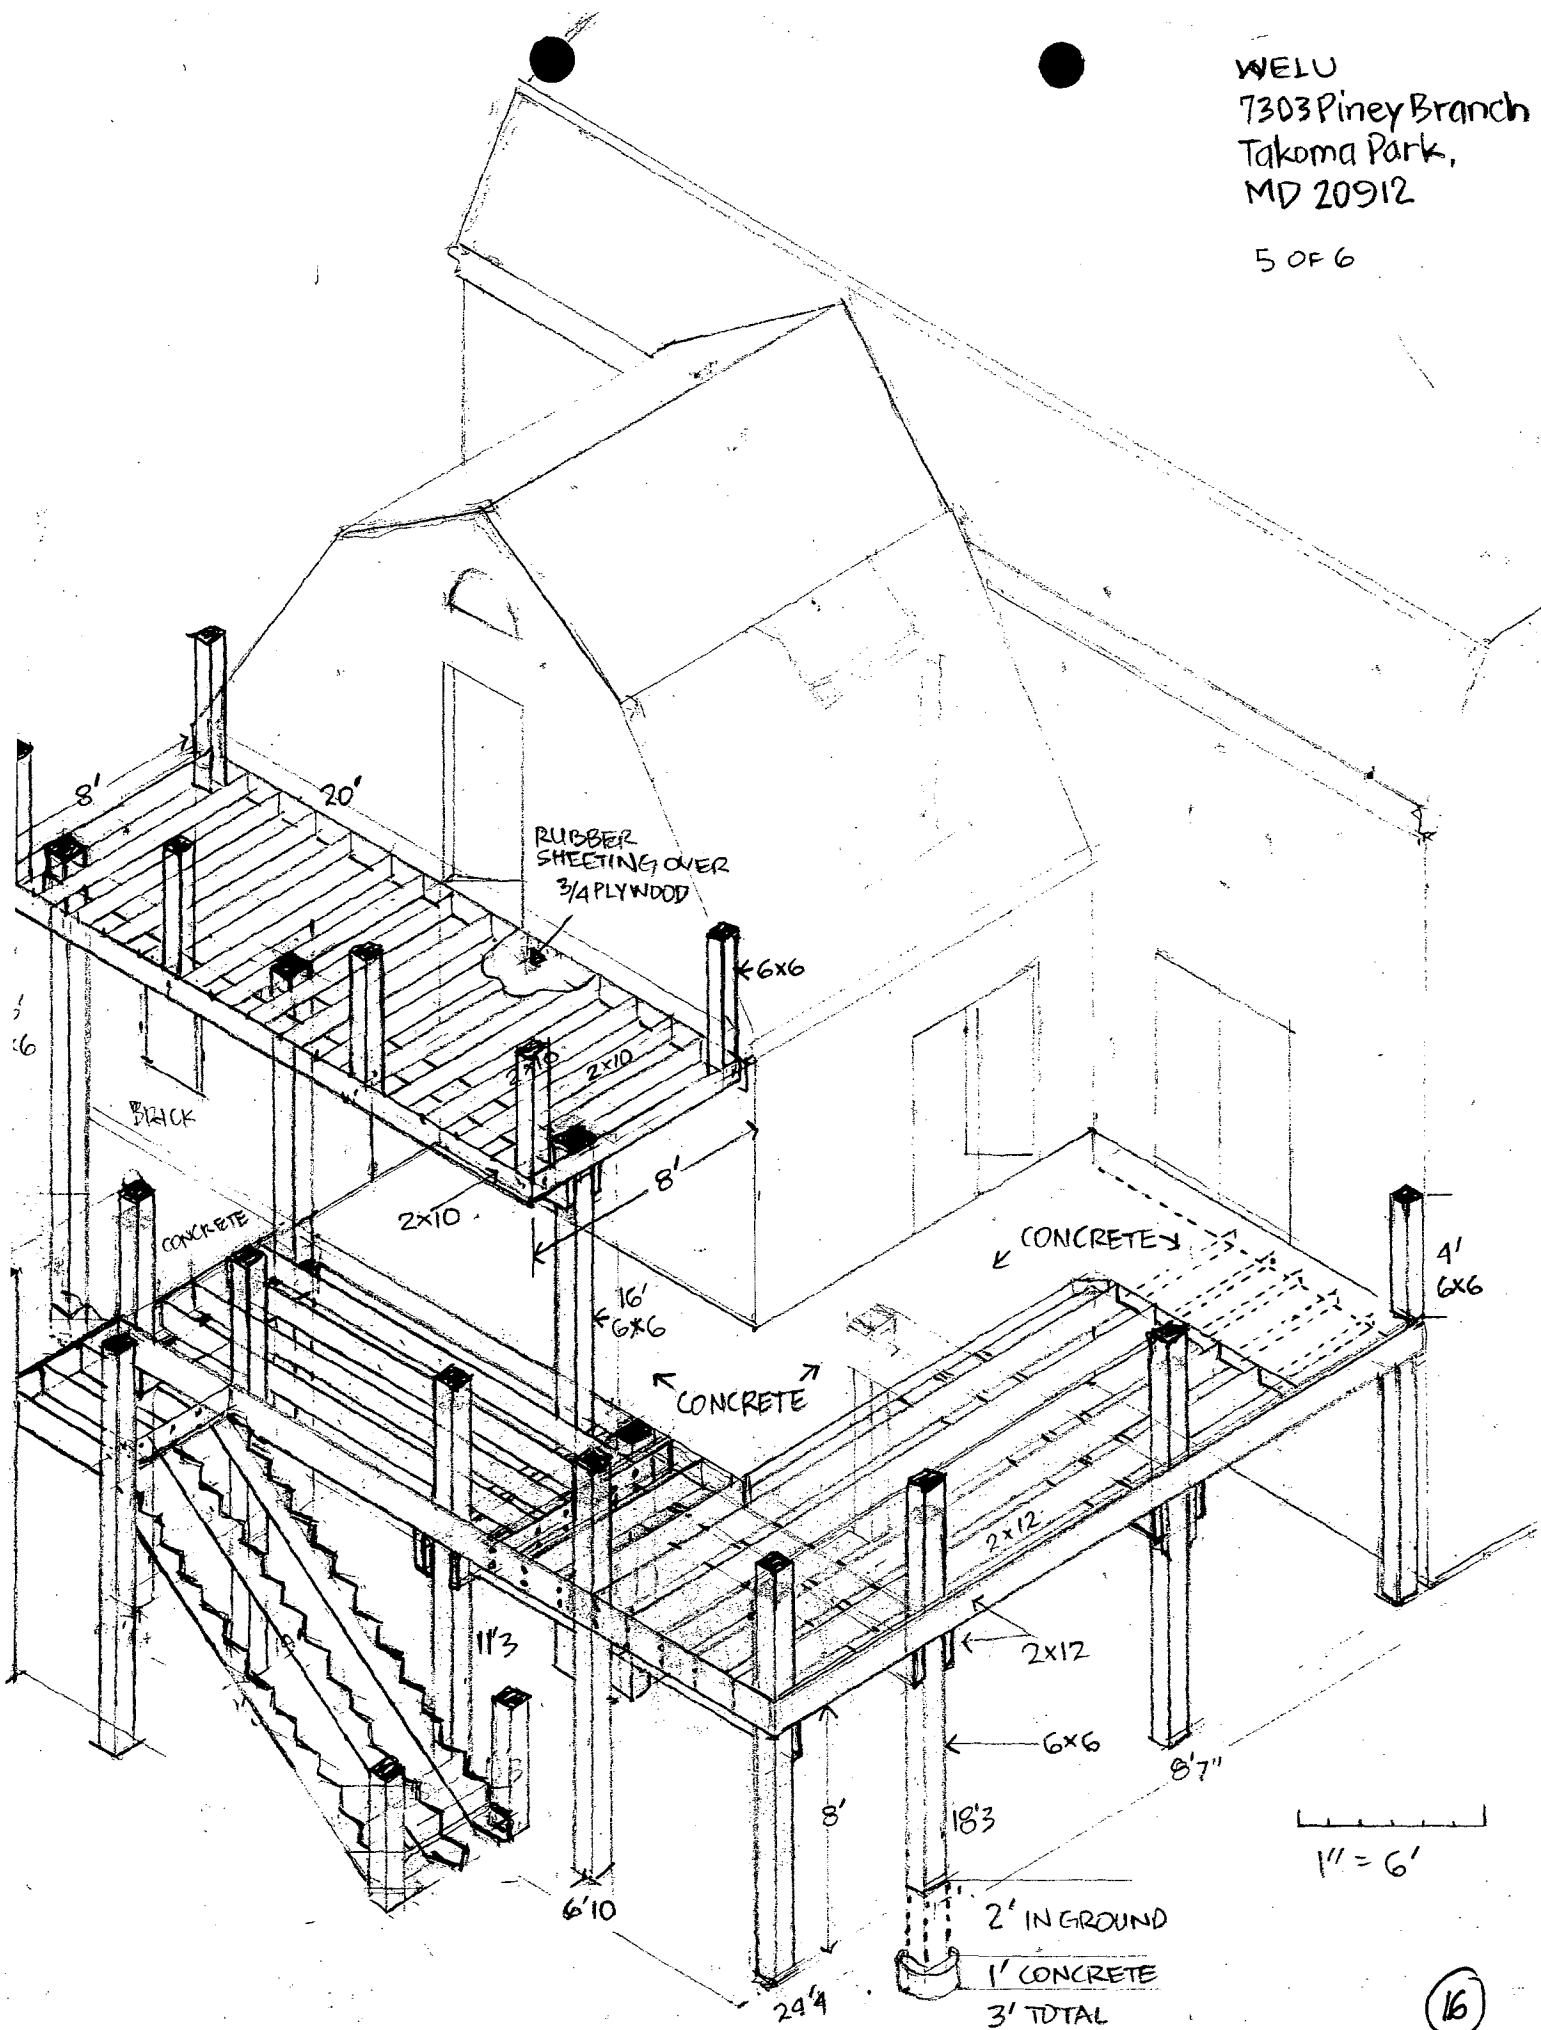 WELU
7303 Piney Branch
Takoma Park,
MD 20912
5 OF 6
8'
20'
RUBBER
SHEETING OVER
3/4 PLYWOOD
6x6
2x10
2x10
BRICK
8'
2x10
CONCRETE
CONCRETE
4'
6x6
16'
6x6
CONCRETE
2x12
11'3
2x12
6x6
8'7"
8'
18'3
1" = 6'
6'10
2' IN GROUND
1' CONCRETE
3' TOTAL
29'4
16